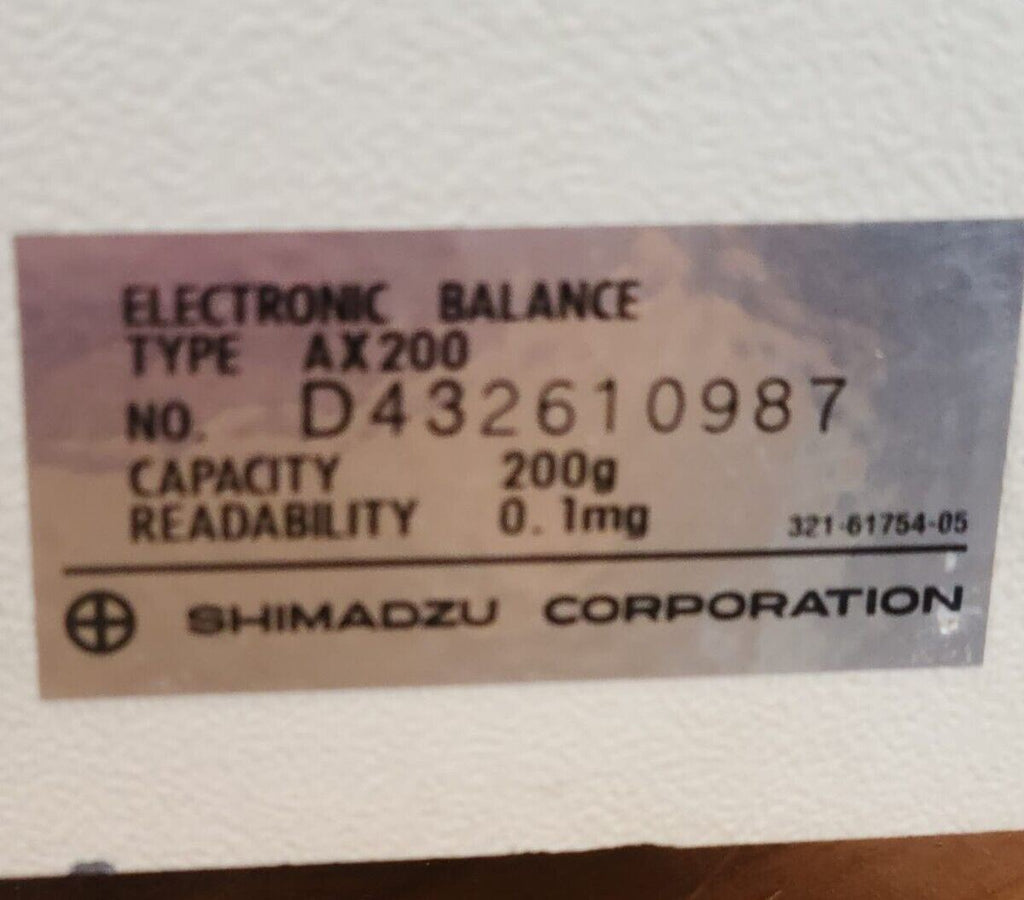 ELECTRONIC BALANCE
TYPE AX200
NO. D432610987
CAPACITY 200g
READABILITY 0.1mg 321-61754-05
SHIMADZU CORPORATION